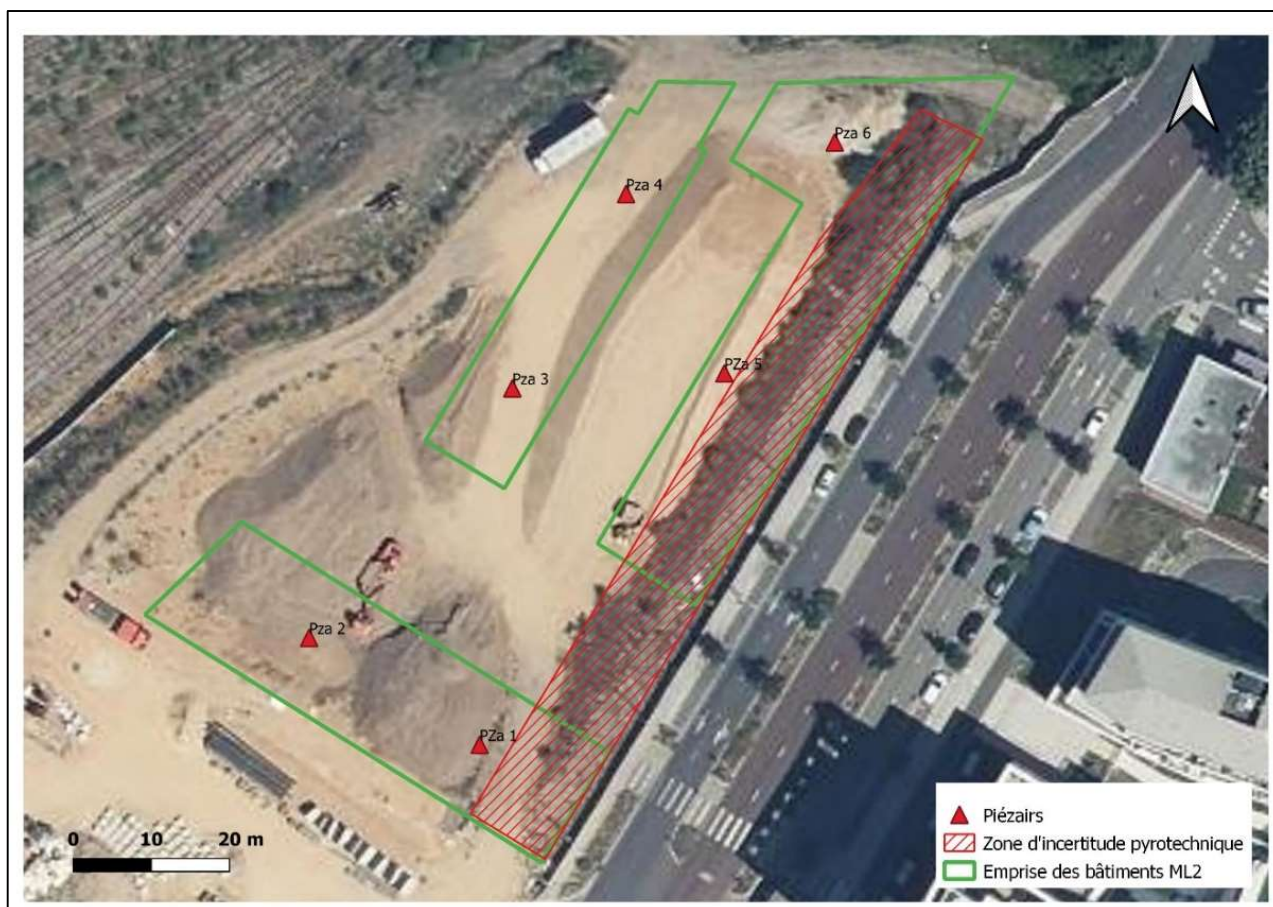 Pza 6
Pza 4
PZa 5
Pza 3
Pza 2
PZa 1
0 10 20 m
Piézairs
Zone d'incertitude pyrotechnique
Emprise des bâtiments ML2